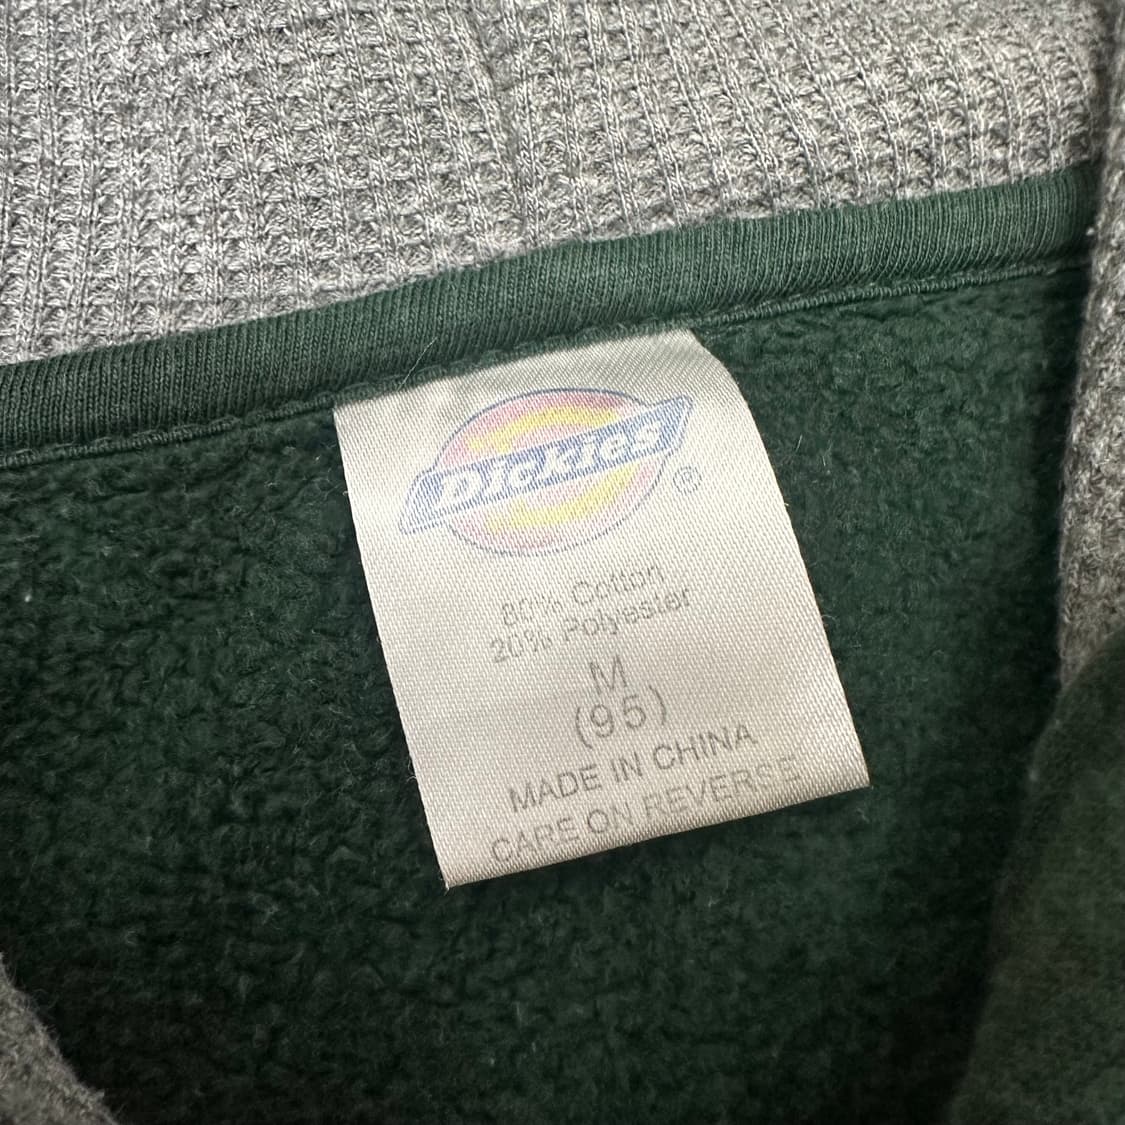 Dickies
®
80% Cotton
20% Polyester
M
(95)
MADE IN CHINA
CARE ON REVERSE